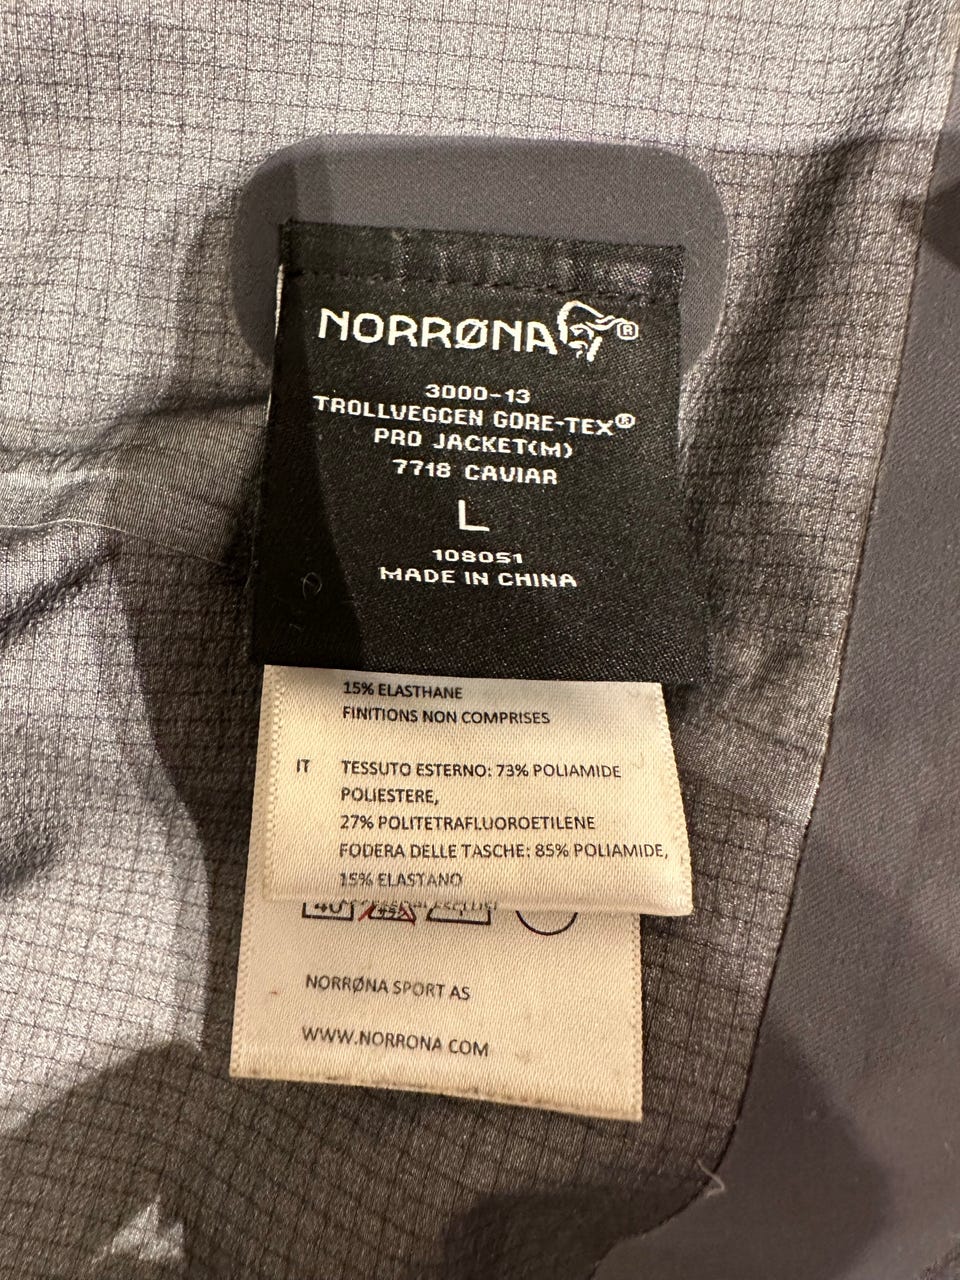 NORRØNA®
3000-13
TROLLVEGGEN GORE-TEX®
PRO JACKET(M)
7718 CAVIAR
L
108051
MADE IN CHINA
15% ELASTHANE
FINITIONS NON COMPRISES
IT TESSUTO ESTERNO: 73% POLIAMIDE
POLIESTERE,
27% POLITETRAFLUOROETILENE
FODERA DELLE TASCHE: 85% POLIAMIDE,
15% ELASTANO
40
NORRØNA SPORT AS
WWW.NORRONA.COM